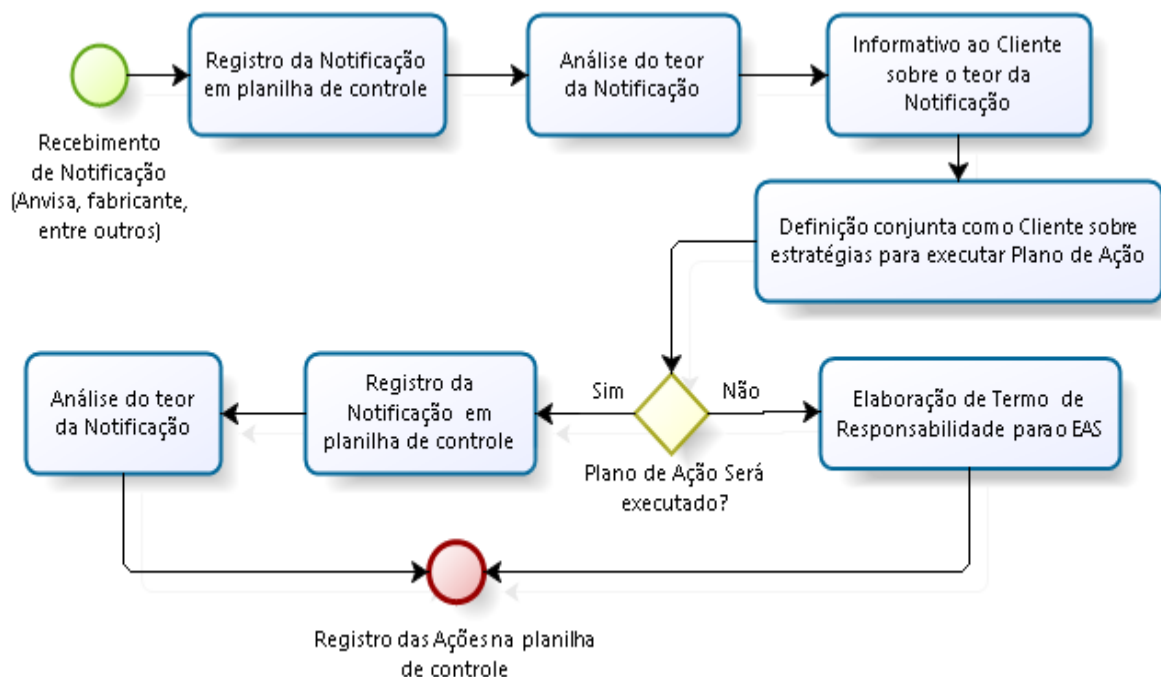 Registro da Notificação
em planilha de controle
Análise do teor
da Notificação
Informativo ao Cliente
sobre o teor da
Notificação
Recebimento
de Notificação
(Anvisa, fabricante,
entre outros)
Definição conjunta como Cliente sobre
estratégias para executar Plano de Ação
Sim
Não
Plano de Ação Será
executado?
Registro da
Notificação em
planilha de controle
Análise do teor
da Notificação
Elaboração de Termo de
Responsabilidade parao EAS
Registro das Ações na planilha
de controle